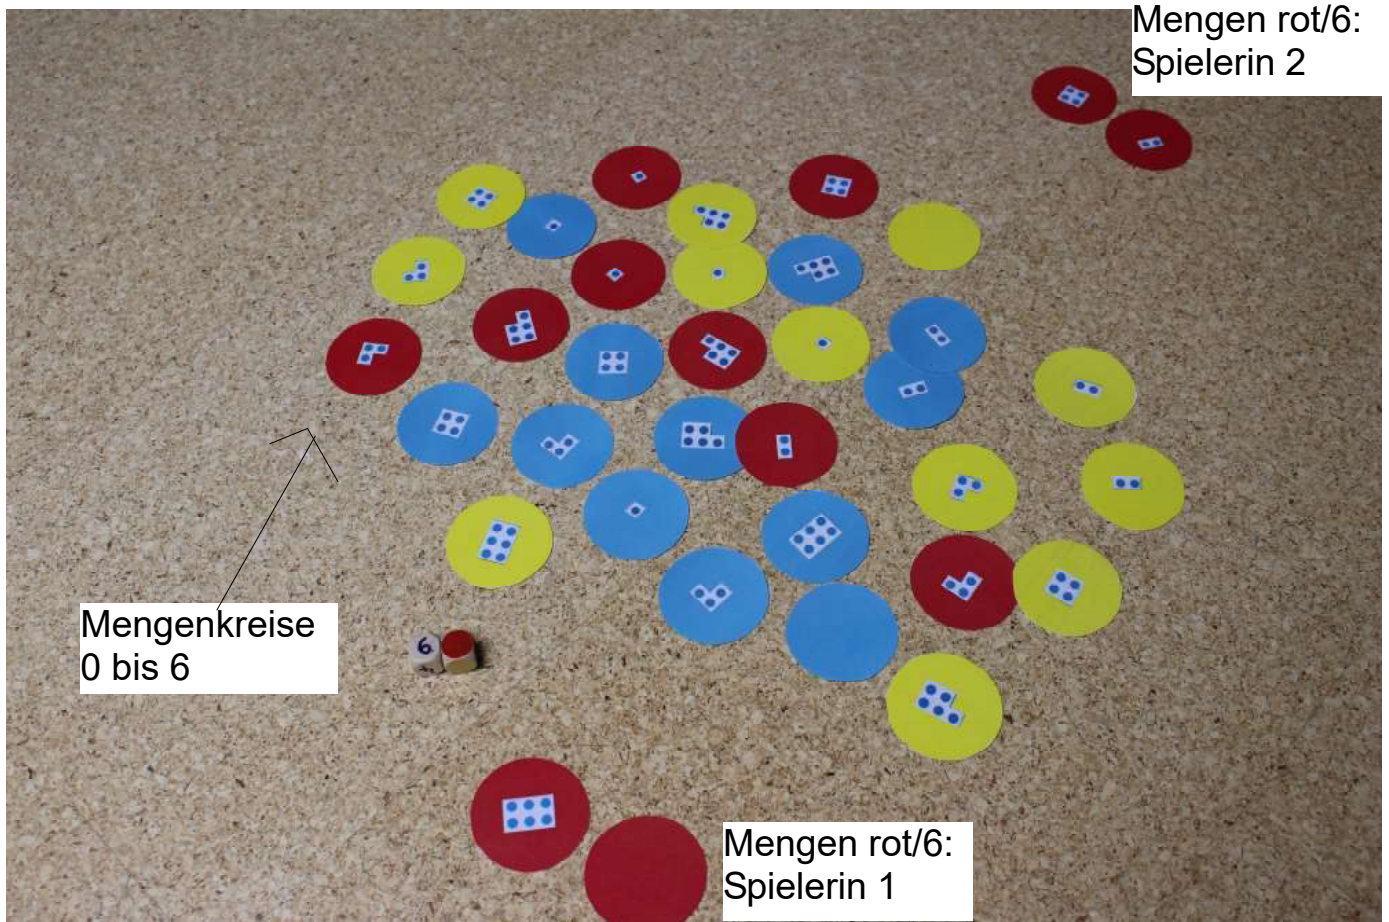 Mengen rot/6:
Spielerin 2
Mengenkreise
0 bis 6
6
Mengen rot/6:
Spielerin 1